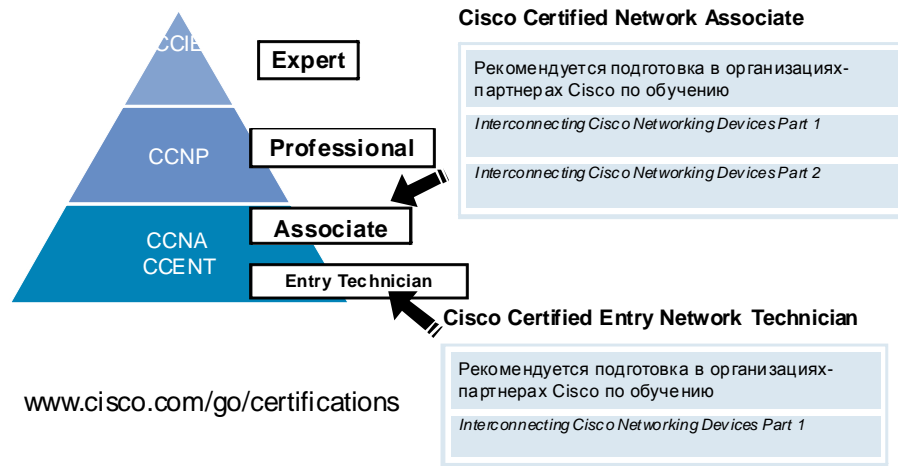 CCIE
Expert
CCNP
Professional
CCNA
CCENT
Associate
Entry Technician
Cisco Certified Network Associate
Рекомендуется подготовка в организациях-
партнерах Cisco по обучению
Interconnecting Cisco Networking Devices Part 1
Interconnecting Cisco Networking Devices Part 2
Cisco Certified Entry Network Technician
Рекомендуется подготовка в организациях-
партнерах Cisco по обучению
Interconnecting Cisco Networking Devices Part 1
www.cisco.com/go/certifications